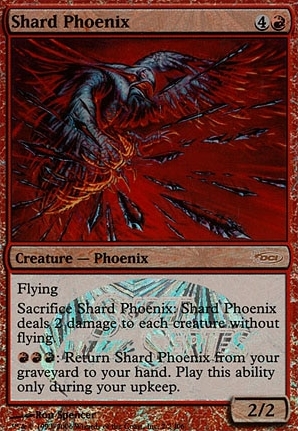 Shard Phoenix 4
DCI
Creature — Phoenix
Flying
Sacrifice Shard Phoenix: Shard Phoenix
deals 2 damage to each creature without
flying.
: Return Shard Phoenix from your
graveyard to your hand. Play this ability
only during your upkeep.
Ron Spencer
2/2